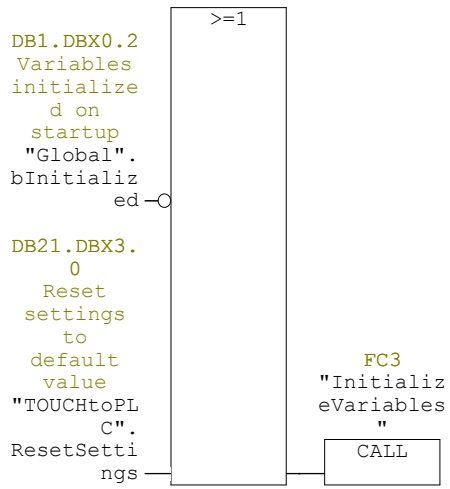 >=1
DB1.DBX0.2
Variables
initialize
d on
startup
"Global".
bInitializ
ed
DB21.DBX3.
0
Reset
settings
to
default
value
"TOUCHtoPL
C".
ResetSetti
ngs
FC3
"Initializ
eVariables
"
CALL